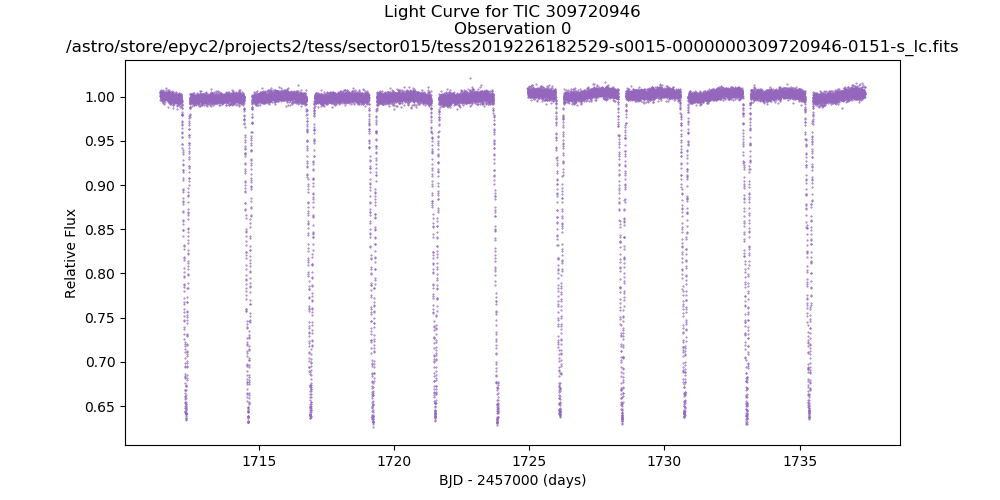 Light Curve for TIC 309720946
Observation 0
/astro/store/epyc2/projects2/tess/sector015/tess2019226182529-s0015-0000000309720946-0151-s_lc.fits
1.00
0.95
0.90
0.85
0.80
0.75
0.70
0.65
Relative Flux
1715
1720
1725
1730
1735
BJD - 2457000 (days)